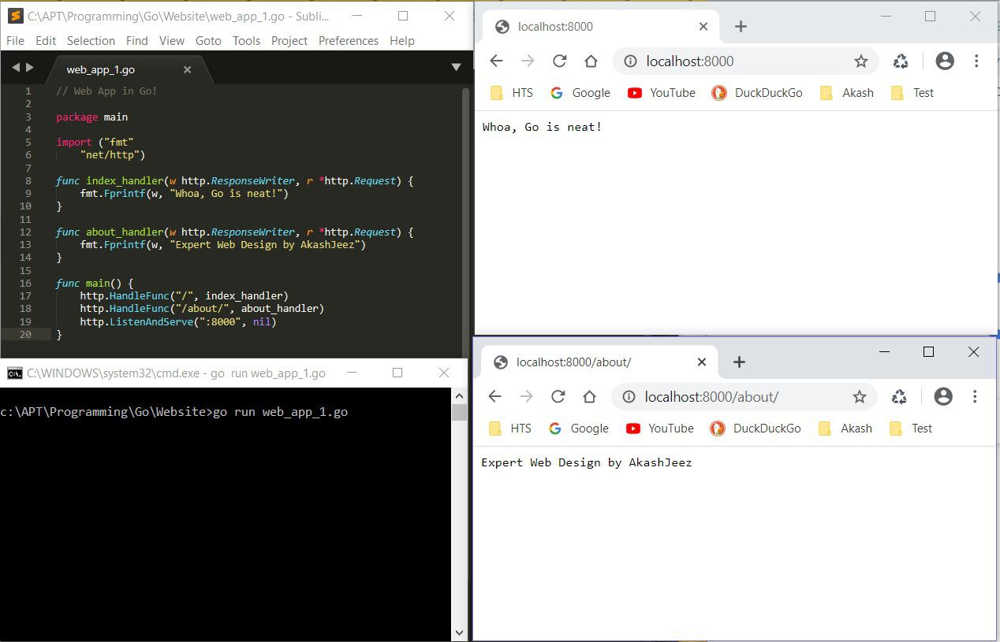 C:\APT\Programming\Go\Website\web_app_1.go - Subli...
File Edit Selection Find View Goto Tools Project Preferences Help
web_app_1.go
1 // Web App in Go!
2
3 package main
4
5 import ("fmt"
6 "net/http")
7
8 func index_handler(w http.ResponseWriter, r *http.Request) {
9 fmt.Fprintf(w, "Whoa, Go is neat!")
10 }
11
12 func about_handler(w http.ResponseWriter, r *http.Request) {
13 fmt.Fprintf(w, "Expert Web Design by AkashJeez")
14 }
15
16 func main() {
17 http.HandleFunc("/", index_handler)
18 http.HandleFunc("/about/", about_handler)
19 http.ListenAndServe(":8000", nil)
20 }
C:\WINDOWS\system32\cmd.exe - go run web_app_1.go
c:\APT\Programming\Go\Website>go run web_app_1.go
localhost:8000
localhost:8000
HTS Google YouTube DuckDuckGo Akash Test
Whoa, Go is neat!
localhost:8000/about/
localhost:8000/about/
HTS Google YouTube DuckDuckGo Akash Test
Expert Web Design by AkashJeez